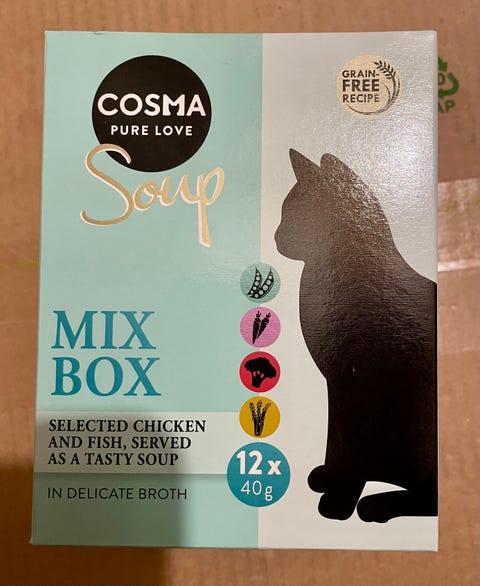 COSMA
PURE LOVE
Soup
GRAIN-
FREE
RECIPE
MIX
BOX
SELECTED CHICKEN
AND FISH, SERVED
AS A TASTY SOUP
12 x
40g
IN DELICATE BROTH